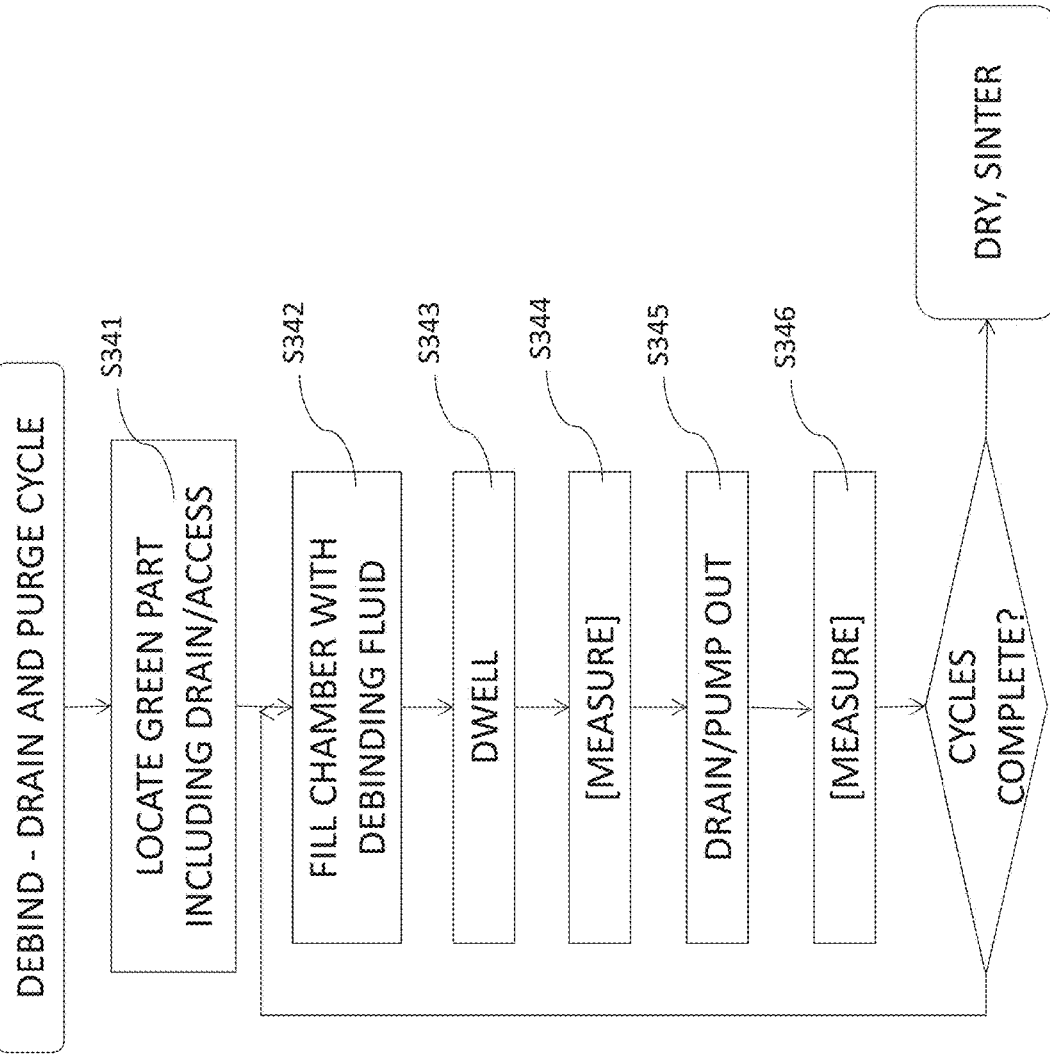 DEBIND - DRAIN AND PURGE CYCLE
S341
LOCATE GREEN PART
INCLUDING DRAIN/ACCESS
S342
FILL CHAMBER WITH
DEBINDING FLUID
S343
DWELL
S344
[MEASURE]
S345
DRAIN/PUMP OUT
S346
[MEASURE]
CYCLES
COMPLETE?
DRY, SINTER